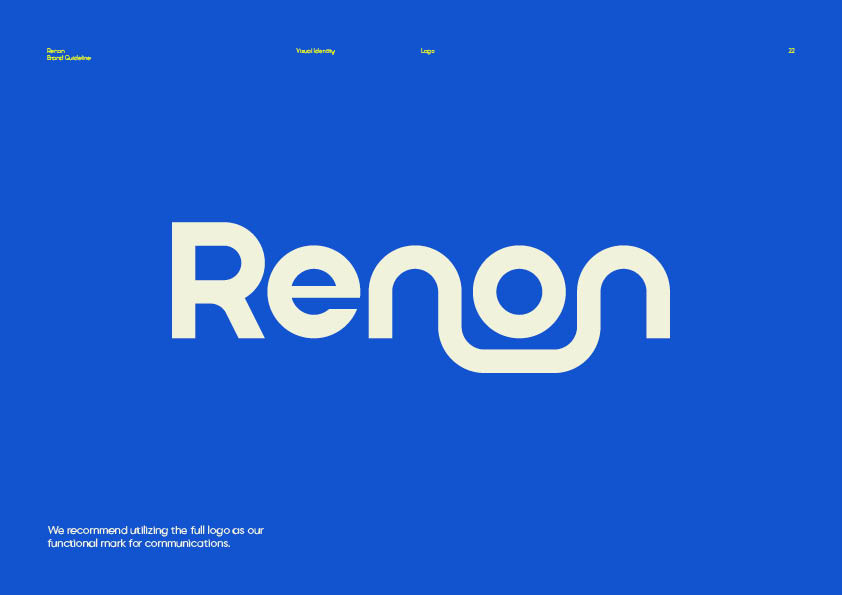 Renon
Brand Guideline
Visual Identity
Logo
22
Renon
We recommend utilizing the full logo as our
functional mark for communications.